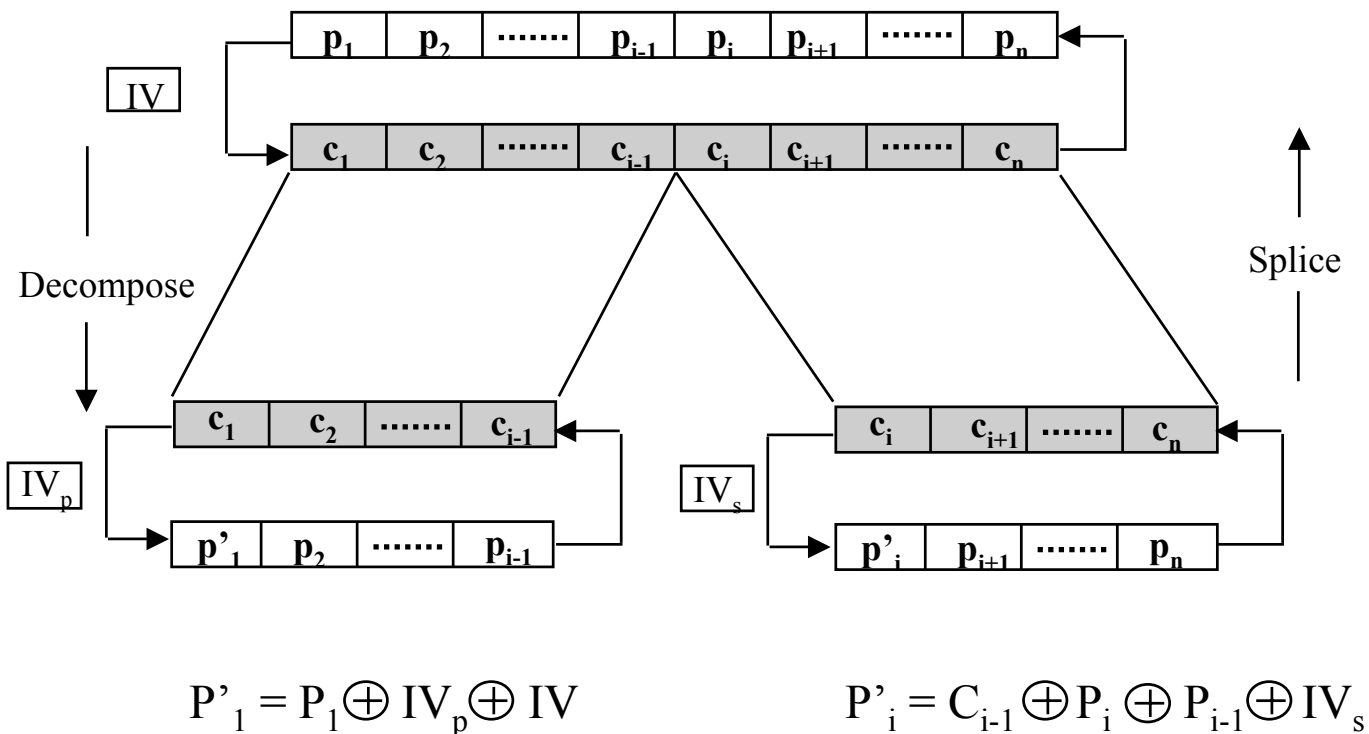 p₁ p₂ ········ pᵢ₋₁ pᵢ pᵢ₊₁ ········ pₙ
IV
c₁ c₂ ········ cᵢ₋₁ cᵢ cᵢ₊₁ ········ cₙ
Decompose
Splice
c₁ c₂ ········ cᵢ₋₁
cᵢ cᵢ₊₁ ········ cₙ
IVₚ
IVₛ
p'₁ p₂ ········ pᵢ₋₁
p'ᵢ pᵢ₊₁ ········ pₙ
P'₁ = P₁ ⊕ IVₚ ⊕ IV
P'ᵢ = Cᵢ₋₁ ⊕ Pᵢ ⊕ Pᵢ₋₁ ⊕ IVₛ